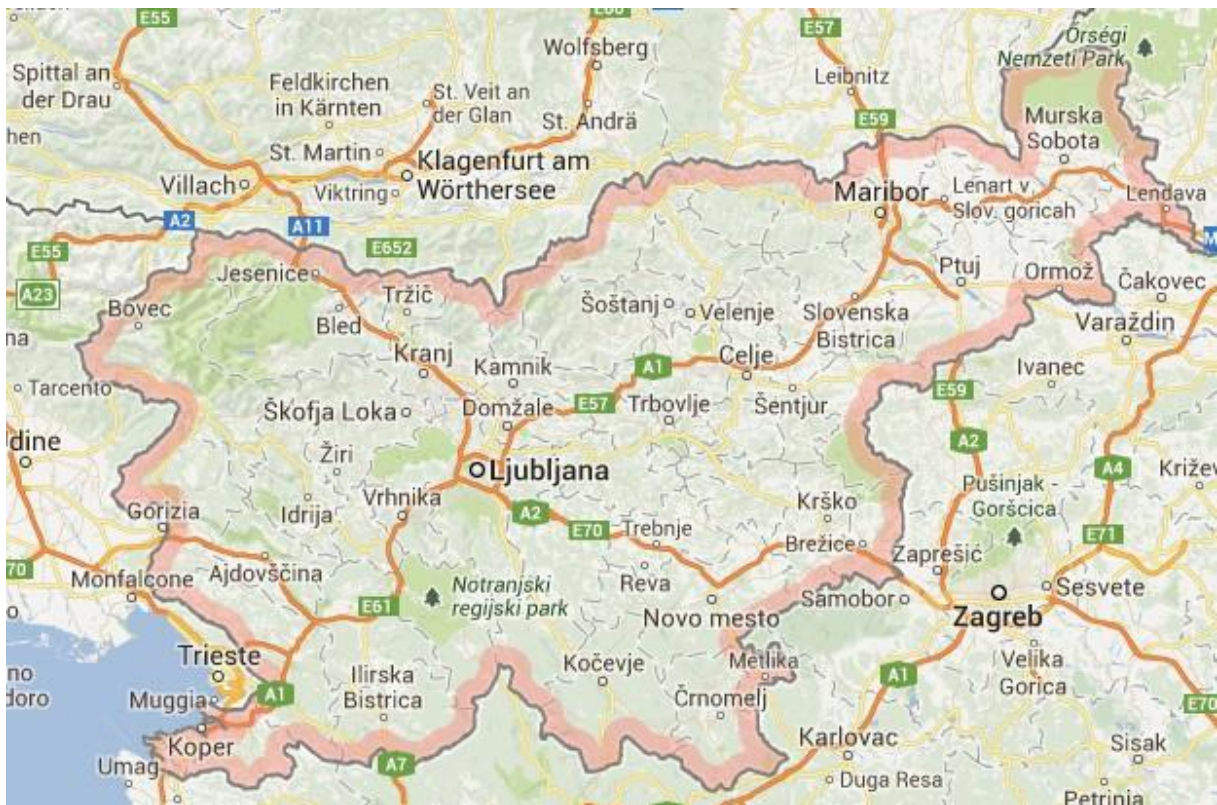 E55
E57
Őrségi
Nemzeti Park
Wolfsberg
Spittal an
der Drau
Feldkirchen
in Kärnten
St. Veit an
der Glan
Leibnitz
hen
St. Andrä
E59
Murska
Sobota
St. Martin
Klagenfurt am
Wörthersee
Villach
Viktring
Maribor
Lenart v
Slov. goricah
Lendava
A2
A11
E55
E652
M
A23
Jesenice
Ptuj
Ormož
Čakovec
Bovec
Tržič
Šoštanj
Velenje
Slovenska
Bistrica
Varaždin
na
Bled
Kranj
Kamnik
A1
Celje
Ivanec
Tarcento
E59
Škofja Loka
Domžale
E57
Trbovlje
Šentjur
dine
A2
Žiri
Ljubljana
A4
Križev
Vrhnika
Pušinjak -
Goršcica
Gorizia
Idrija
A2
Krško
E70
Trebnje
E71
Brežice
Zaprešić
E70
Ajdovščina
Monfalcone
Notranjski
regijski park
Reva
Sesvete
E61
Novo mesto
Samobor
Zagreb
Trieste
Ilirska
Bistrica
Kočevje
Metlika
Velika
Gorica
no
doro
Muggia
A1
Črnomelj
A1
E70
Koper
Karlovac
Sisak
Umag
A7
Duga Resa
Petrinja